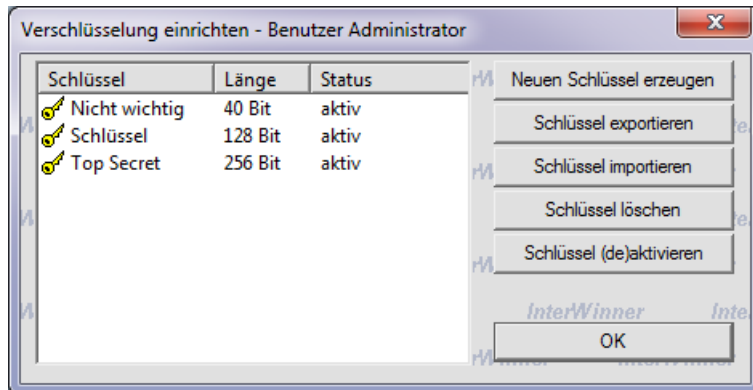 Verschlüsselung einrichten - Benutzer Administrator
Schlüssel Länge Status
Nicht wichtig 40 Bit aktiv
Schlüssel 128 Bit aktiv
Top Secret 256 Bit aktiv
Neuen Schlüssel erzeugen
Schlüssel exportieren
Schlüssel importieren
Schlüssel löschen
Schlüssel (de)aktivieren
InterWinner
OK